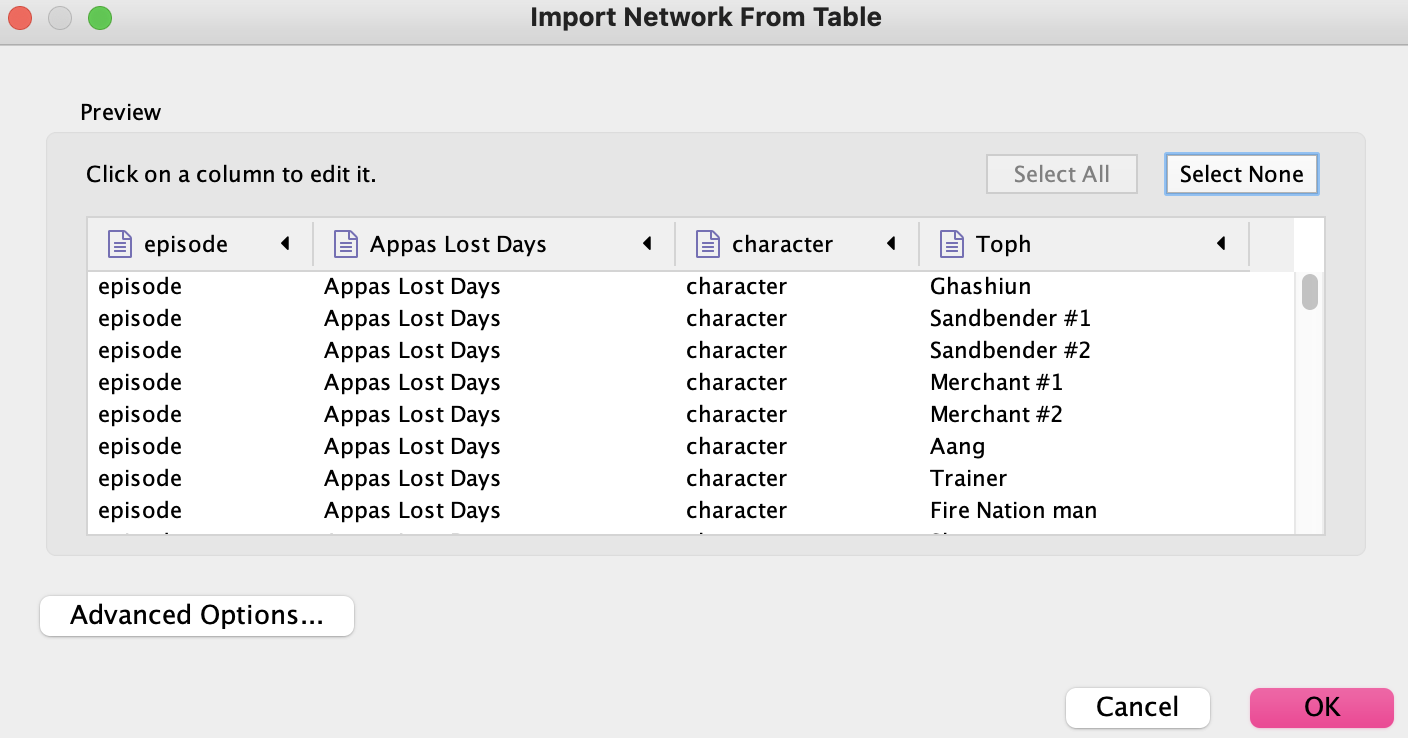 Import Network From Table
Preview
Click on a column to edit it. Select All Select None
episode Appas Lost Days character Toph
episode Appas Lost Days character Ghashiun
episode Appas Lost Days character Sandbender #1
episode Appas Lost Days character Sandbender #2
episode Appas Lost Days character Merchant #1
episode Appas Lost Days character Merchant #2
episode Appas Lost Days character Aang
episode Appas Lost Days character Trainer
episode Appas Lost Days character Fire Nation man
Advanced Options...
Cancel OK